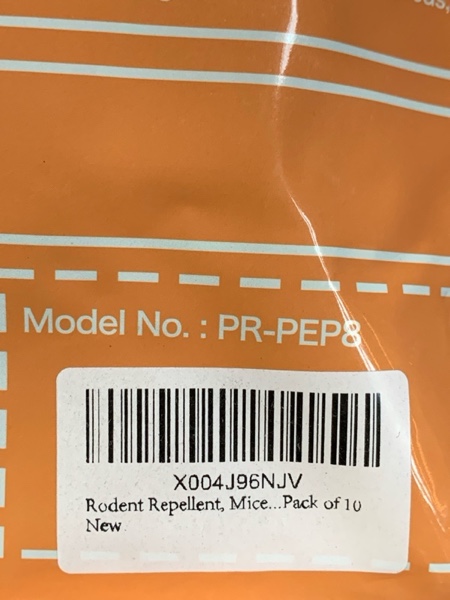 Model No. : PR-PEP8
X004J96NJV
Rodent Repellent, Mice...Pack of 10
New